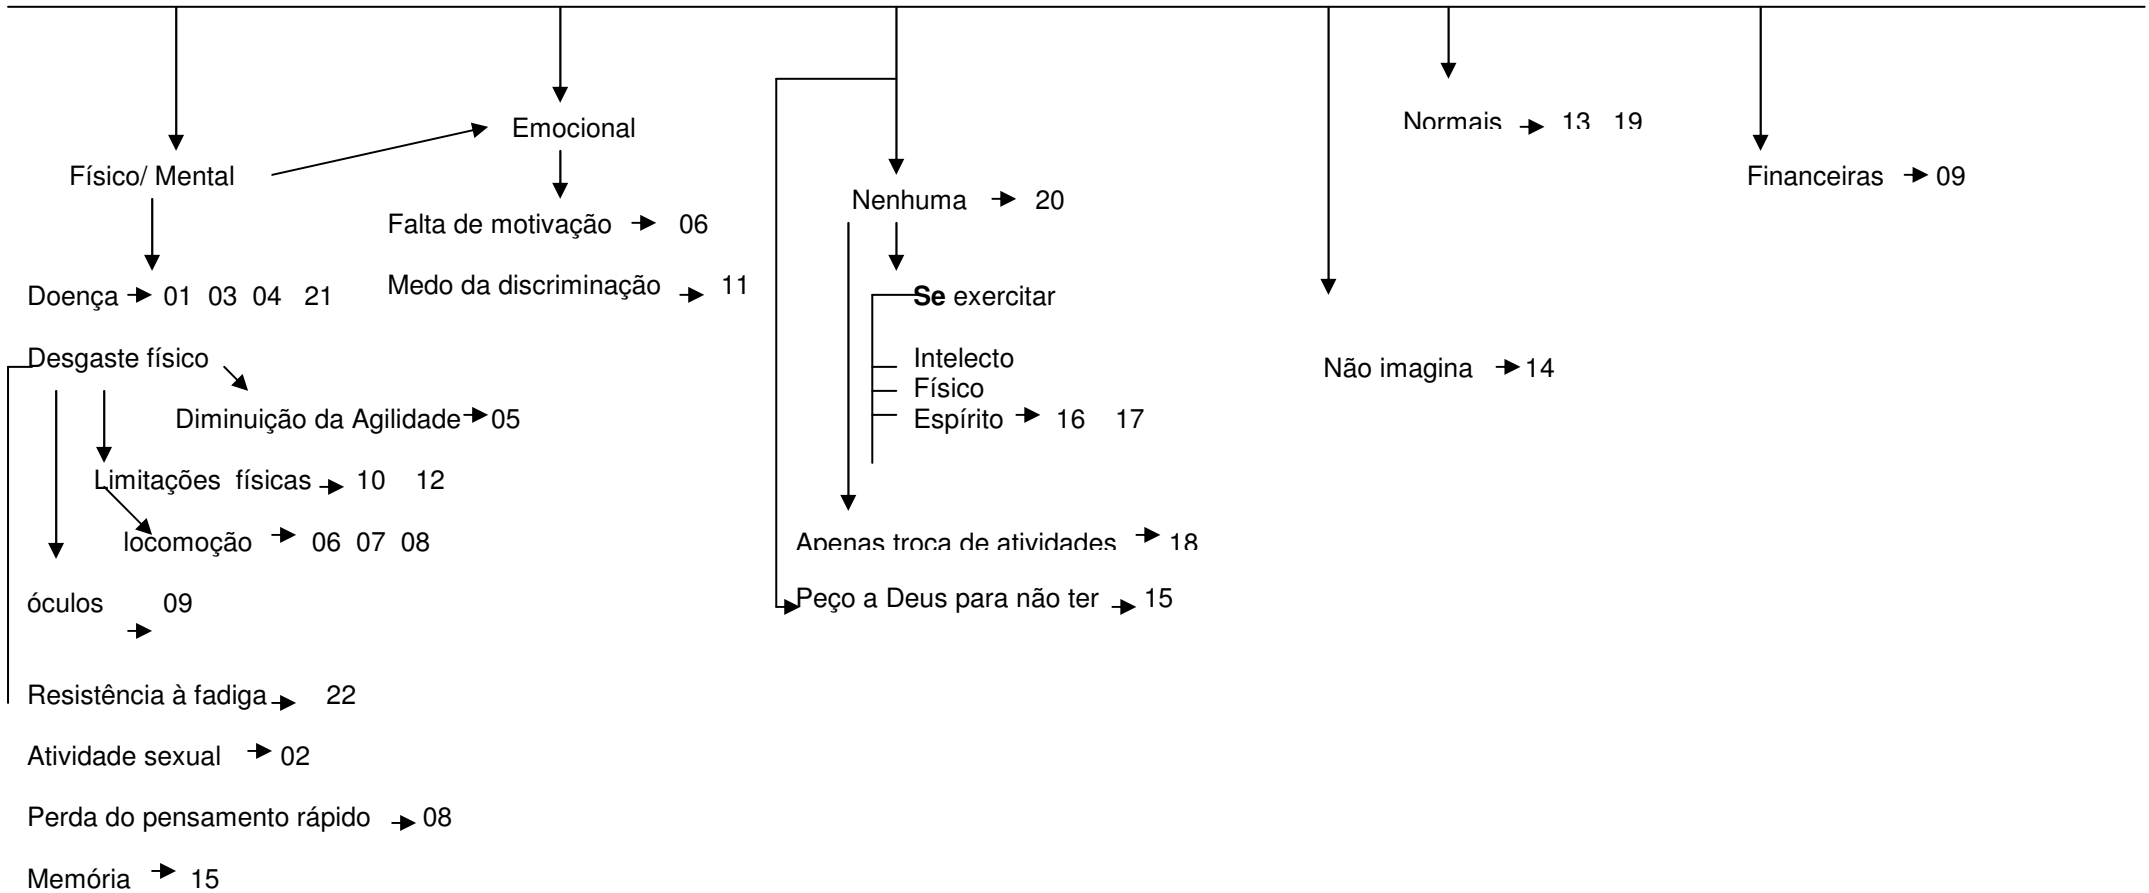 Físico/ Mental
Doença 01 03 04 21
Desgaste físico
Diminuição da Agilidade 05
Limitações físicas 10 12
locomoção 06 07 08
óculos 09
Resistência à fadiga 22
Atividade sexual 02
Perda do pensamento rápido 08
Memória 15
Emocional
Falta de motivação 06
Medo da discriminação 11
Nenhuma 20
Se exercitar
Intelecto
Físico
Espírito 16 17
Apenas troca de atividades 18
Peço a Deus para não ter 15
Não imagina 14
Normais 13 19
Financeiras 09